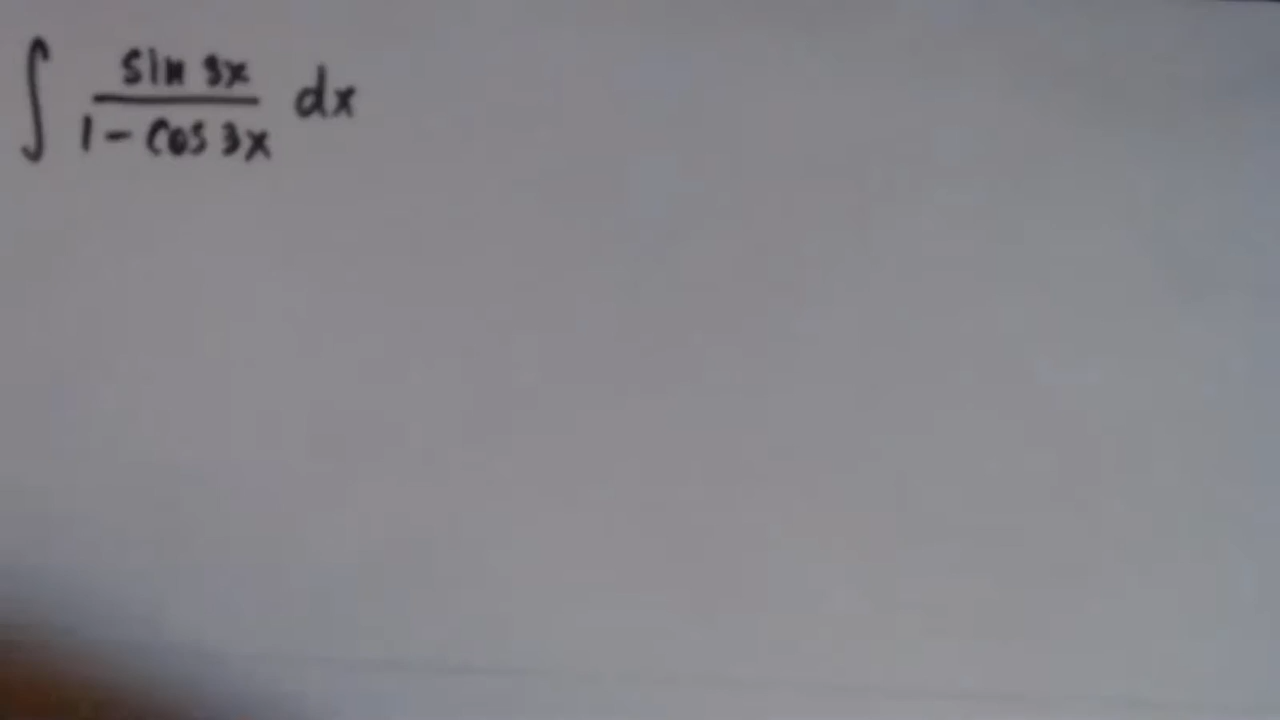 ∫ sin 3x / 1 - cos 3x dx